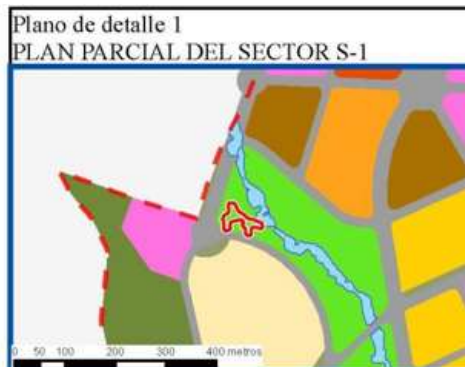 Plano de detalle 1
PLAN PARCIAL DEL SECTOR S-1
0 50 100 200 300 400 metros